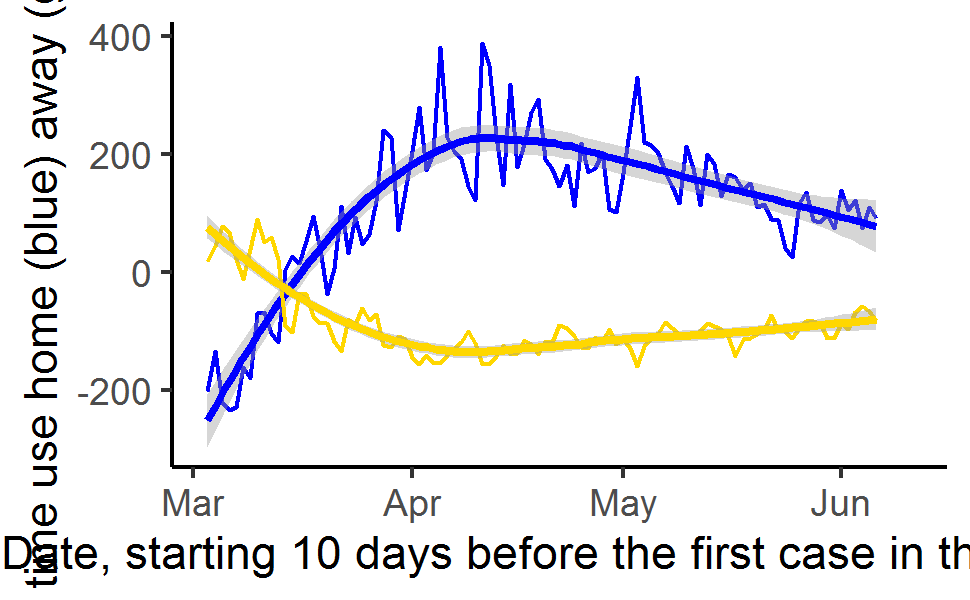 time use home (blue) away (g
400
200
0
-200
Mar Apr May Jun
Date, starting 10 days before the first case in th